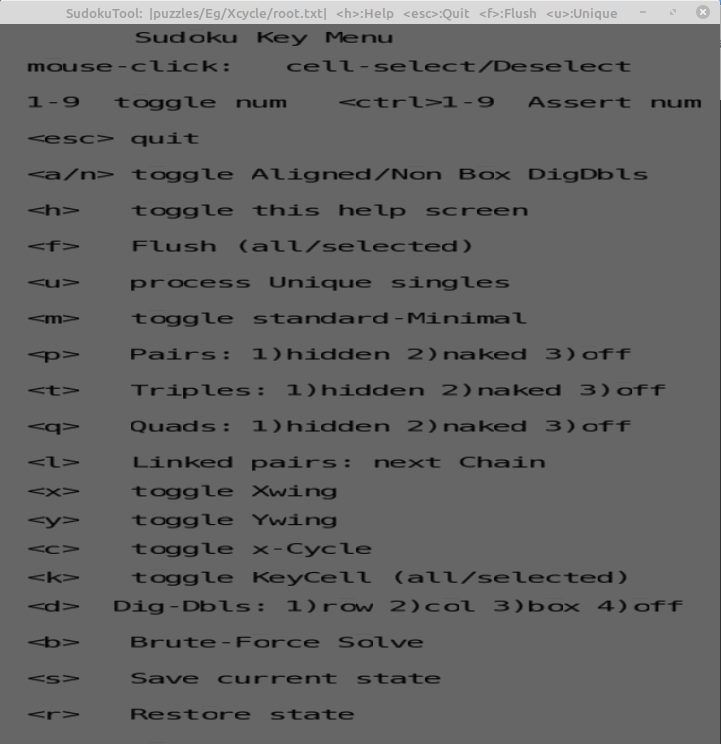 SudokuTool: |puzzles/Eg/Xcycle/root.txt| <h>:Help <esc>:Quit <f>:Flush <u>:Unique
Sudoku Key Menu
mouse-click: cell-select/Deselect
1-9 toggle num <ctrl>1-9 Assert num
<esc> quit
<a/n> toggle Aligned/Non Box DigDbls
<h> toggle this help screen
<f> Flush (all/selected)
<u> process Unique singles
<m> toggle standard-Minimal
<p> Pairs: 1)hidden 2)naked 3)off
<t> Triples: 1)hidden 2)naked 3)off
<q> Quads: 1)hidden 2)naked 3)off
<l> Linked pairs: next Chain
<x> toggle Xwing
<y> toggle Ywing
<c> toggle x-Cycle
<k> toggle KeyCell (all/selected)
<d> Dig-Dbls: 1)row 2)col 3)box 4)off
<b> Brute-Force Solve
<s> Save current state
<r> Restore state